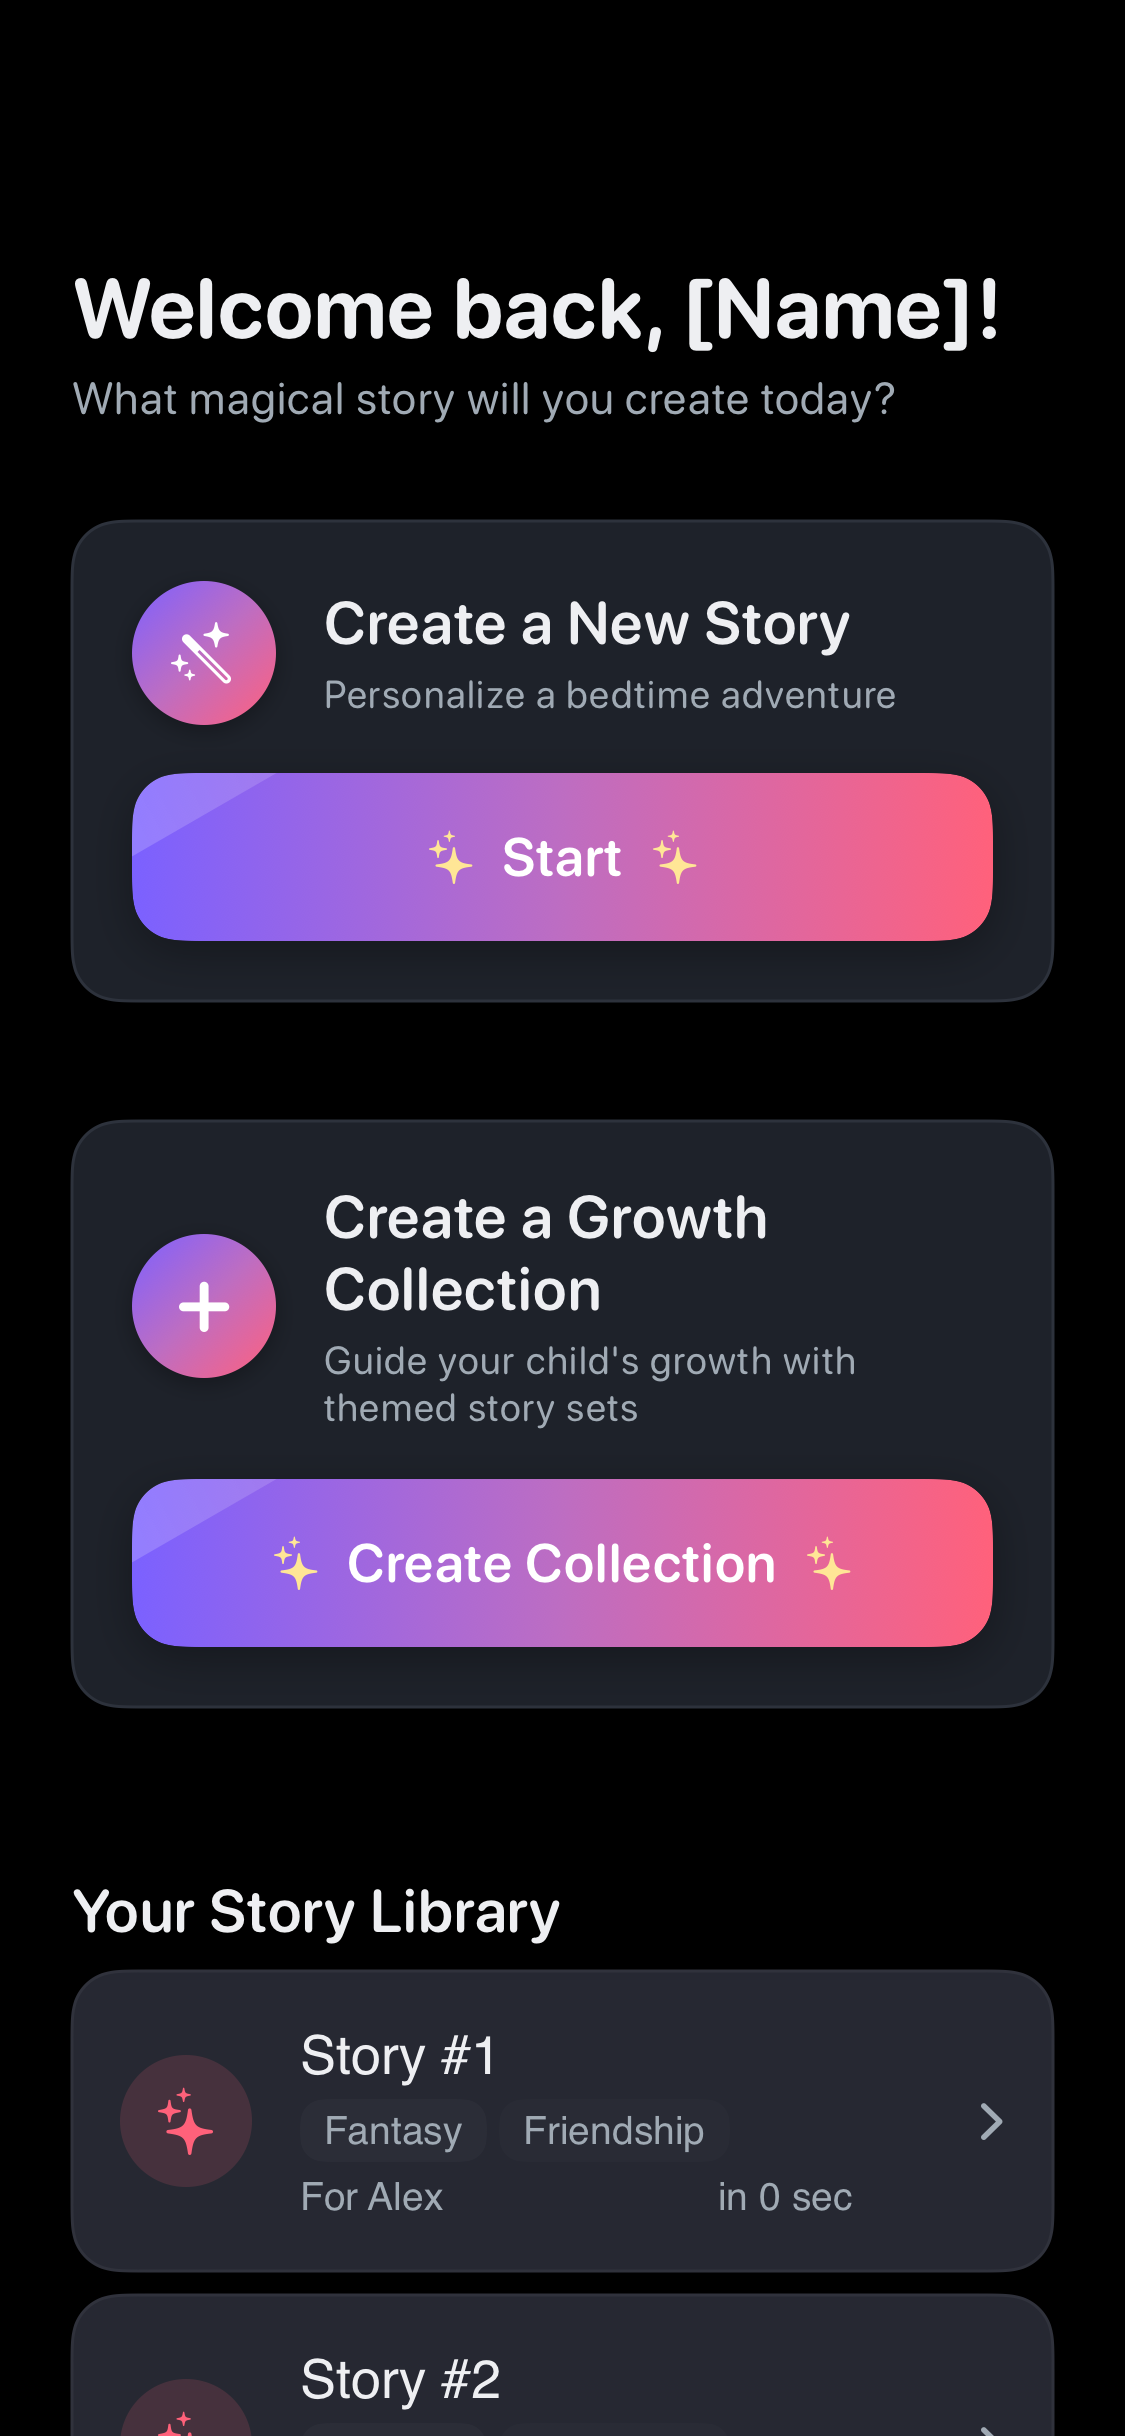 Welcome back, [Name]!
What magical story will you create today?
Create a New Story
Personalize a bedtime adventure
Start
Create a Growth
Collection
Guide your child's growth with
themed story sets
Create Collection
Your Story Library
Story #1
Fantasy Friendship
For Alex in 0 sec
Story #2